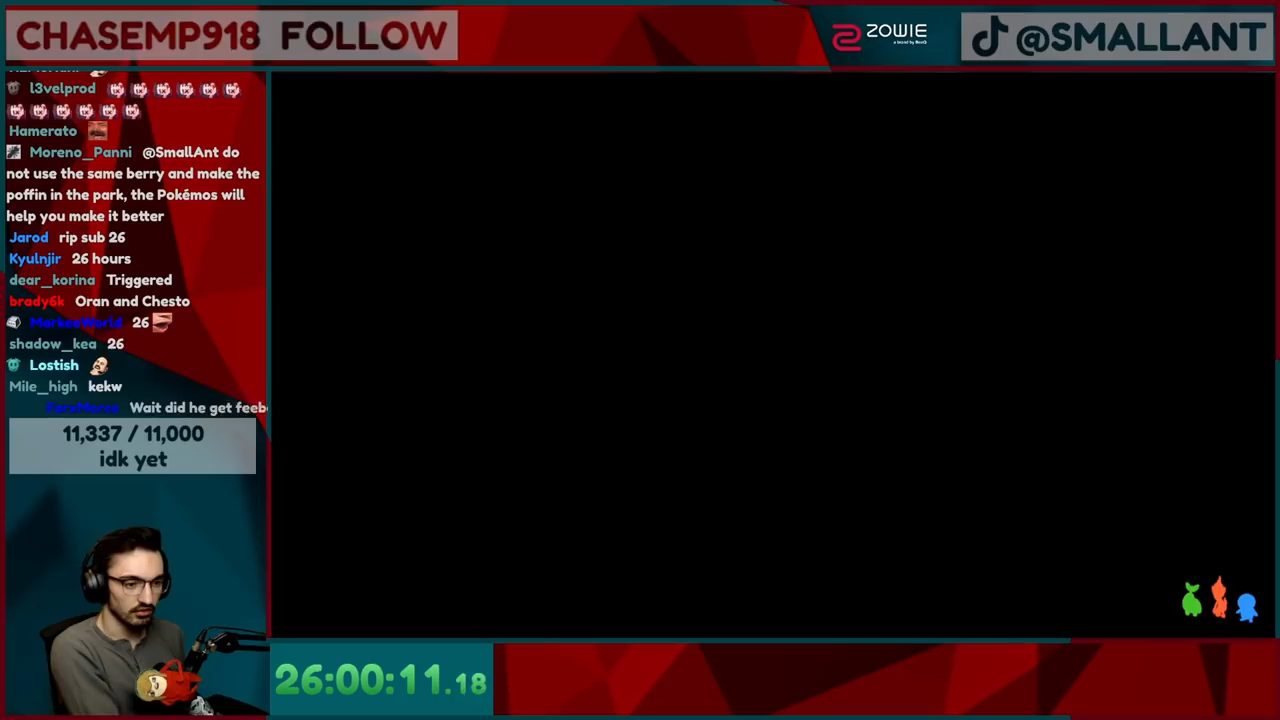 CHASEMP918 FOLLOW
ZOWIE
@SMALLANT
l3velprod
Hamerato
Moreno_Panni @SmallAnt do
not use the same berry and make the
poffin in the park, the Pokémos will
help you make it better
Jarod rip sub 26
Kyulnjir 26 hours
dear_korina Triggered
brady6k Oran and Chesto
MarkeeWorld 26
shadow_kea 26
Lostish
Mile_high kekw
Wait did he get feeb
11,337 / 11,000
idk yet
26:00:11.18